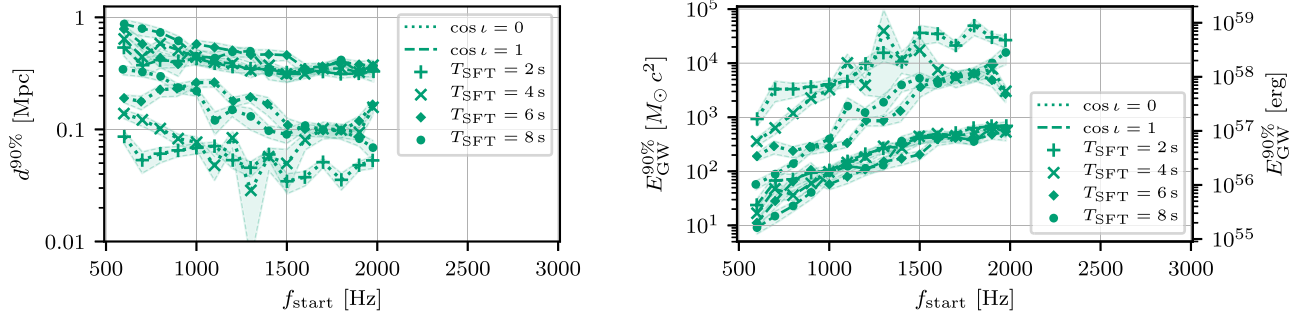 1
0.1
0.01
d^{90%} [Mpc]
cos ι = 0
cos ι = 1
T_SFT = 2 s
T_SFT = 4 s
T_SFT = 6 s
T_SFT = 8 s
500 1000 1500 2000 2500 3000
f_start [Hz]
10^5
10^4
10^3
10^2
10^1
E_GW^{90%} [M⊙ c^2]
cos ι = 0
cos ι = 1
T_SFT = 2 s
T_SFT = 4 s
T_SFT = 6 s
T_SFT = 8 s
10^59
10^58
10^57
10^56
10^55
E_GW^{90%} [erg]
500 1000 1500 2000 2500 3000
f_start [Hz]